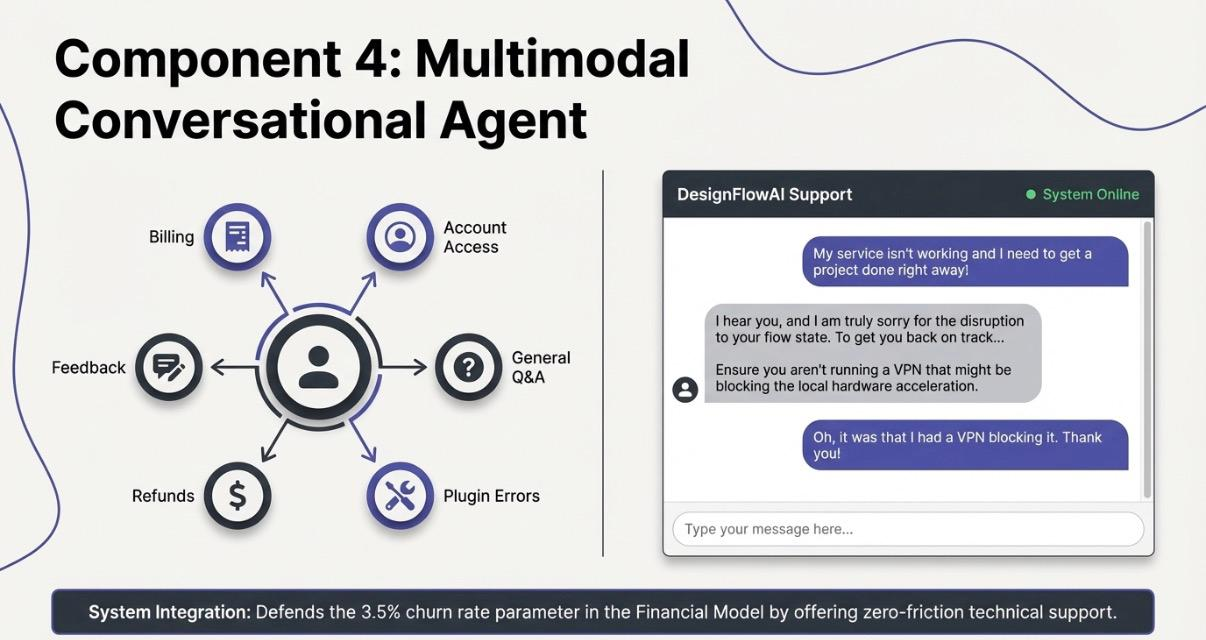 Component 4: Multimodal
Conversational Agent
Billing
Account
Access
Feedback
General
Q&A
Refunds
$
Plugin Errors
DesignFlowAI Support
System Online
My service isn't working and I need to get a
project done right away!
I hear you, and I am truly sorry for the disruption
to your flow state. To get you back on track...
Ensure you aren't running a VPN that might be
blocking the local hardware acceleration.
Oh, it was that I had a VPN blocking it. Thank
you!
Type your message here...
System Integration: Defends the 3.5% churn rate parameter in the Financial Model by offering zero-friction technical support.